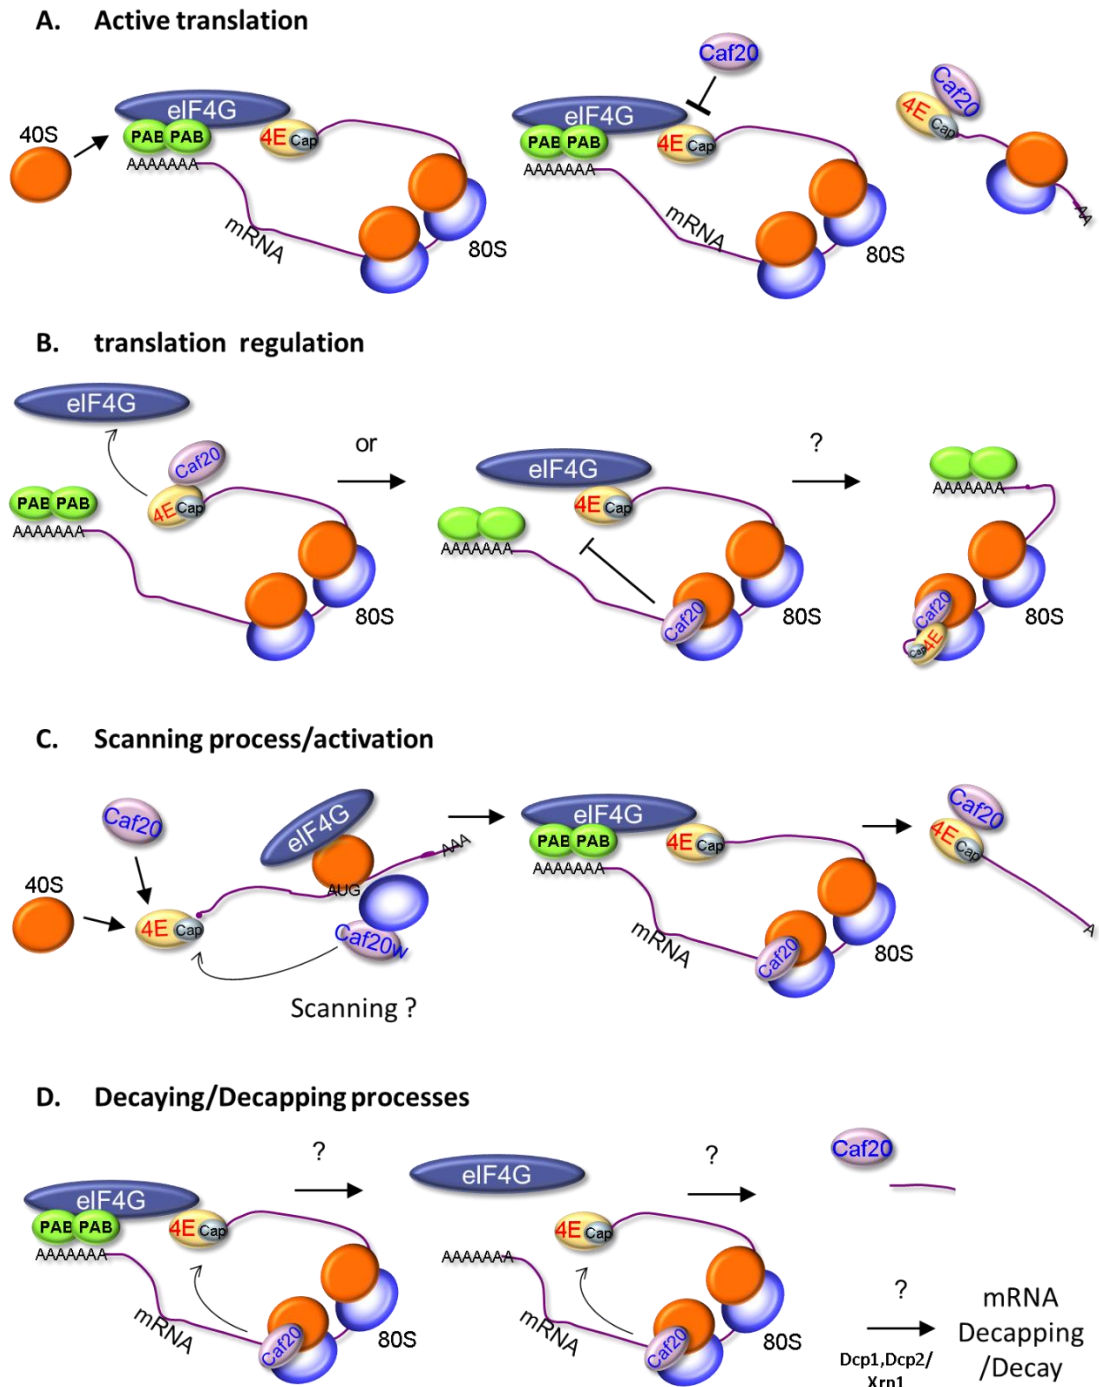 A. Active translation
40S
eIF4G
PAB PAB
4E Cap
AAAAAAA
mRNA
80S
Caf20
eIF4G
PAB PAB
4E Cap
AAAAAAA
mRNA
80S
Caf20
4E Cap
AA
B. translation regulation
eIF4G
Caf20
4E Cap
PAB PAB
AAAAAAA
80S
or
eIF4G
4E Cap
AAAAAAA
Caf20
80S
?
AAAAAAA
Caf20
Cap 4E
C. Scanning process/activation
Caf20
40S
4E Cap
eIF4G
AUG
AAA
Caf20w
Scanning ?
eIF4G
PAB PAB
4E Cap
AAAAAAA
mRNA
Caf20
80S
Caf20
4E Cap
A
D. Decaying/Decapping processes
eIF4G
PAB PAB
4E Cap
AAAAAAA
mRNA
Caf20
80S
?
eIF4G
4E Cap
AAAAAAA
mRNA
Caf20
80S
?
Caf20
?
Dcp1,Dcp2/
Xrn1
mRNA
Decapping
/Decay